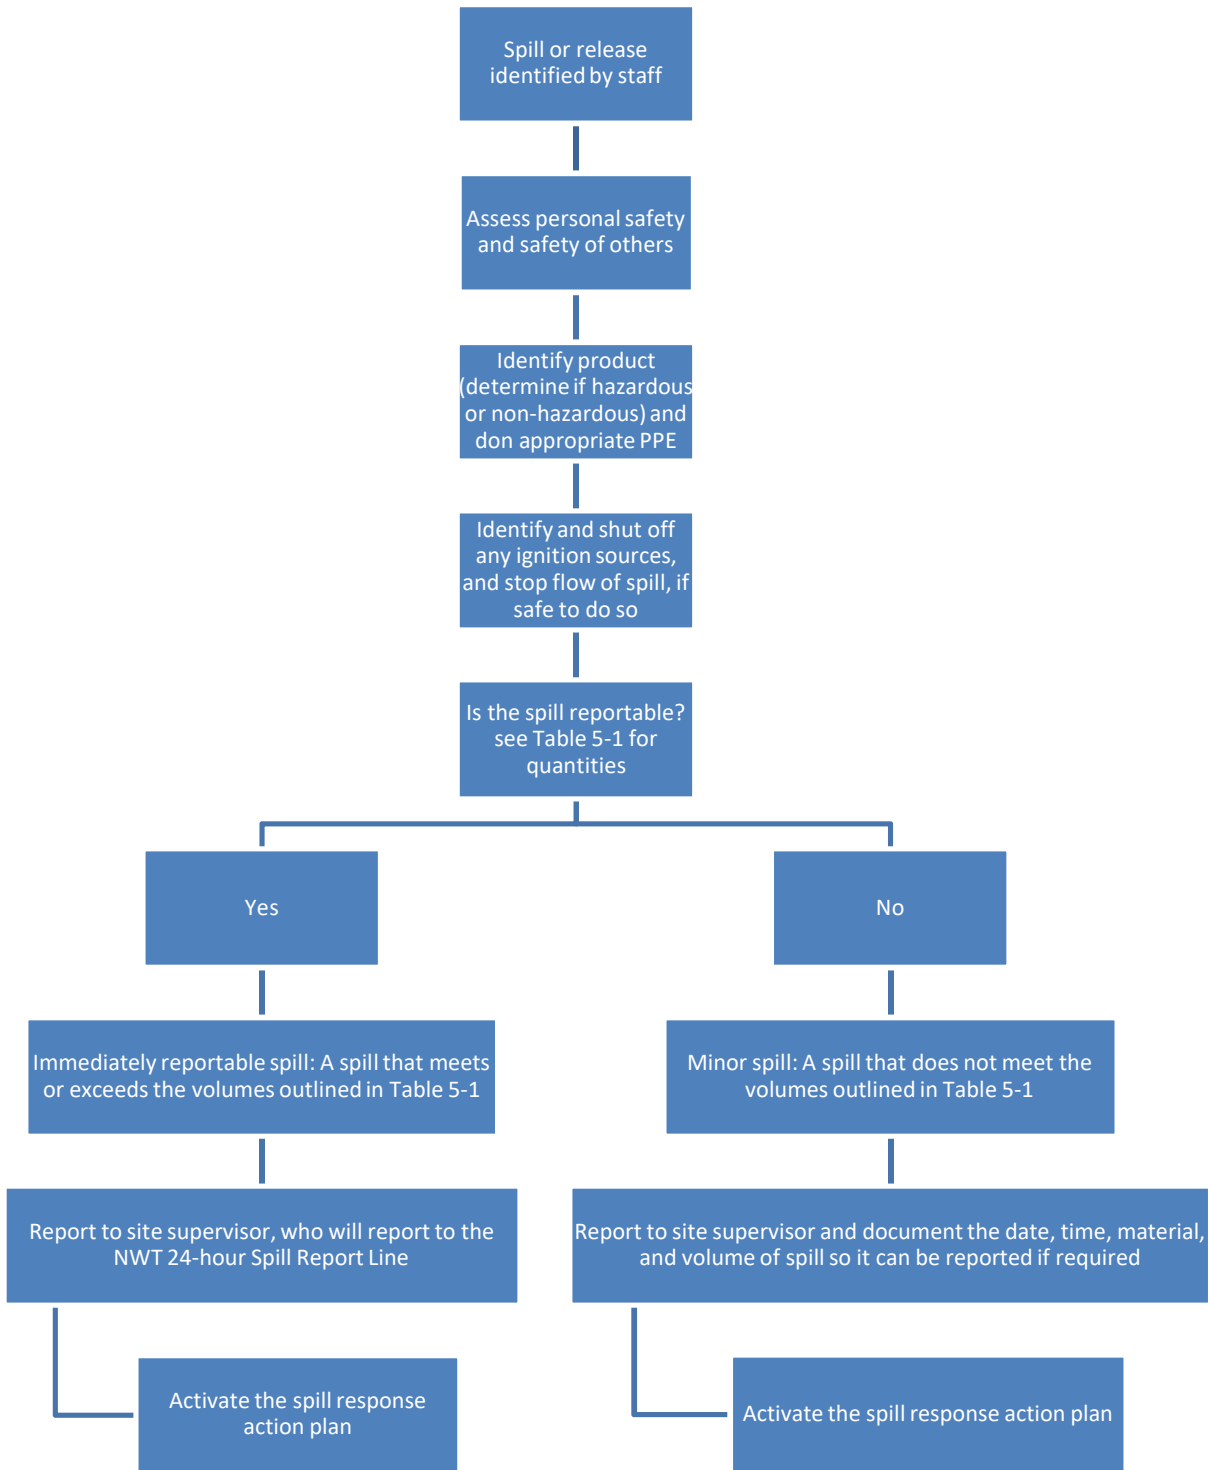 Spill or release
identified by staff
Assess personal safety
and safety of others
Identify product
(determine if hazardous
or non-hazardous) and
don appropriate PPE
Identify and shut off
any ignition sources,
and stop flow of spill, if
safe to do so
Is the spill reportable?
see Table 5-1 for
quantities
Yes
No
Immediately reportable spill: A spill that meets
or exceeds the volumes outlined in Table 5-1
Minor spill: A spill that does not meet the
volumes outlined in Table 5-1
Report to site supervisor, who will report to the
NWT 24-hour Spill Report Line
Report to site supervisor and document the date, time, material,
and volume of spill so it can be reported if required
Activate the spill response
action plan
Activate the spill response action plan